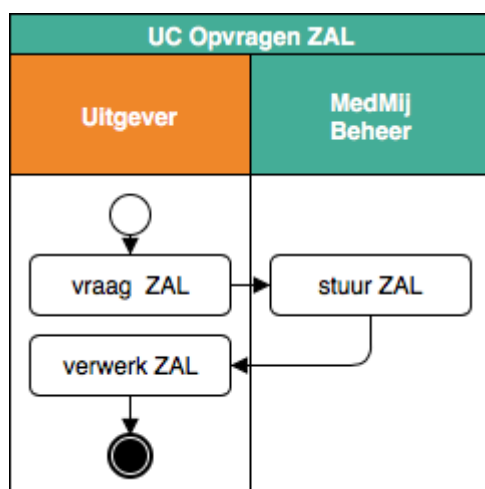 UC Opvragen ZAL
Uitgever
MedMij
Beheer
vraag ZAL
stuur ZAL
verwerk ZAL